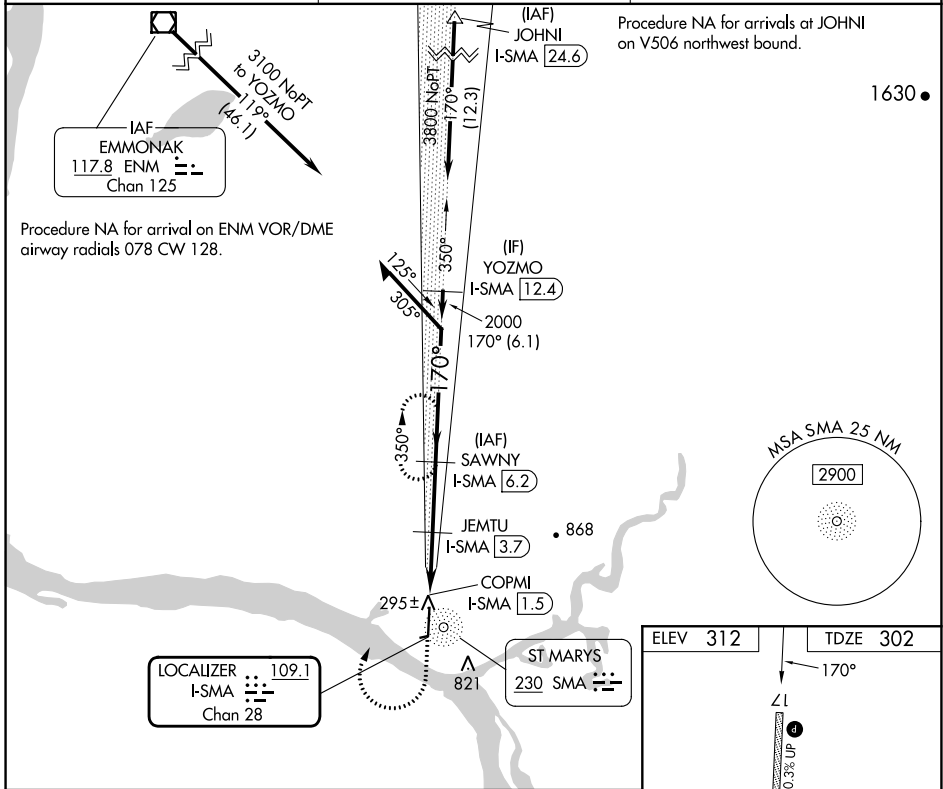 (IAF)
JOHNI
I-SMA 24.6
Procedure NA for arrivals at JOHNI
on V506 northwest bound.
1630
3100 NoPT
to YOZMO
119°
(46.1)
3800 NoPT
170°
(12.3)
IAF
EMMONAK
117.8 ENM
Chan 125
Procedure NA for arrival on ENM VOR/DME
airway radials 078 CW 128.
350°
(IF)
YOZMO
I-SMA 12.4
125°
305°
2000
170° (6.1)
170°
350°
(IAF)
SAWNY
I-SMA 6.2
MSA SMA 25 NM
2900
JEMTU
I-SMA 3.7
868
COPMI
I-SMA 1.5
295±
LOCALIZER 109.1
I-SMA
Chan 28
821
ST MARYS
230 SMA
ELEV 312
TDZE 302
170°
17
P
0.3% UP